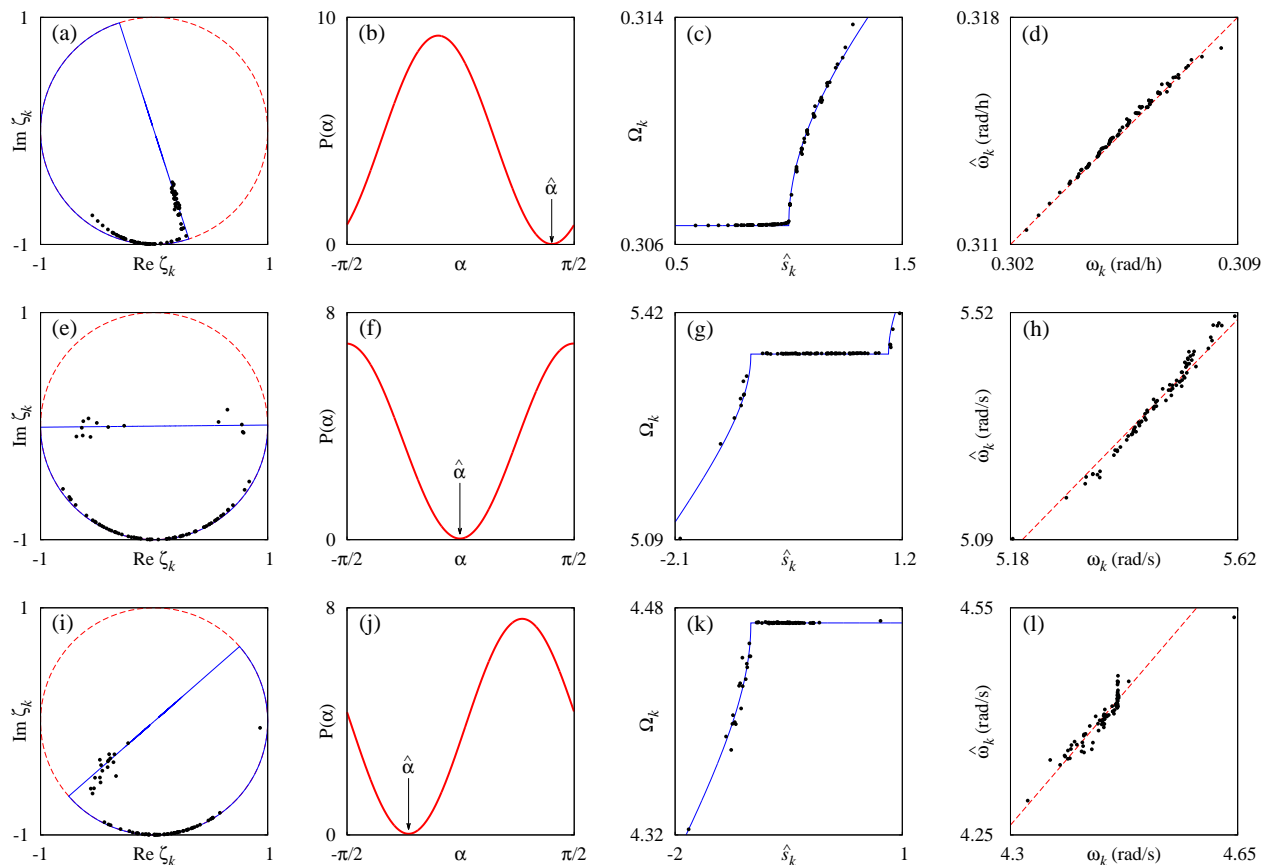 (a)
1
Im ζk
-1
-1
Re ζk
1
(b)
10
P(α)
0
α̂
-π/2
α
π/2
(c)
0.314
Ωk
0.306
0.5
ŝk
1.5
(d)
0.318
ω̂k (rad/h)
0.311
0.302
ωk (rad/h)
0.309
(e)
1
Im ζk
-1
-1
Re ζk
1
(f)
8
P(α)
0
α̂
-π/2
α
π/2
(g)
5.42
Ωk
5.09
-2.1
ŝk
1.2
(h)
5.52
ω̂k (rad/s)
5.09
5.18
ωk (rad/s)
5.62
(i)
1
Im ζk
-1
-1
Re ζk
1
(j)
8
P(α)
0
α̂
-π/2
α
π/2
(k)
4.48
Ωk
4.32
-2
ŝk
1
(l)
4.55
ω̂k (rad/s)
4.25
4.3
ωk (rad/s)
4.65